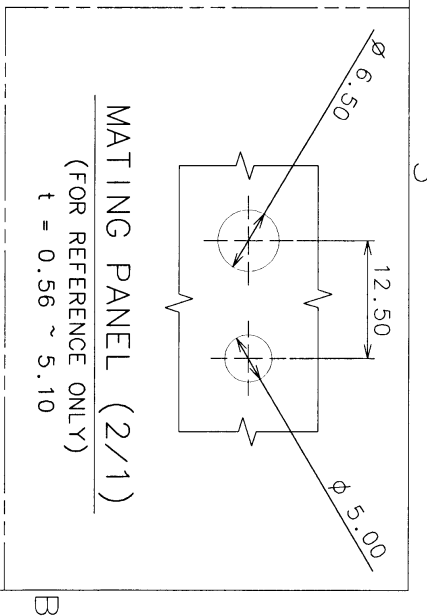 ⌀ 6.50
12.50
⌀ 5.00
MATING PANEL (2/1)
(FOR REFERENCE ONLY)
t = 0.56 ~ 5.10
B